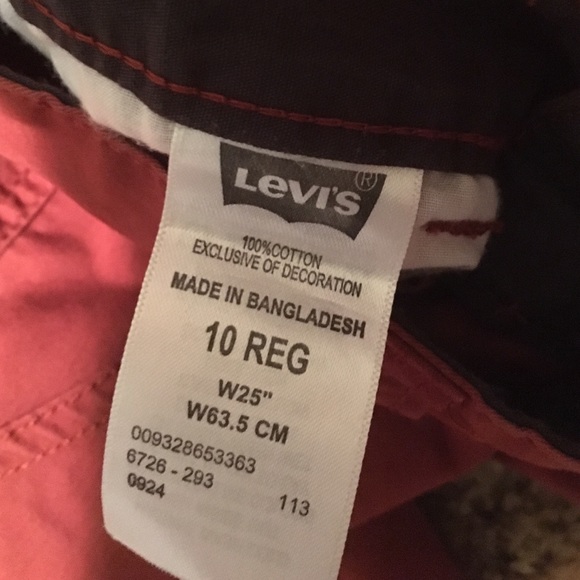 Levi's ®
100%COTTON
EXCLUSIVE OF DECORATION
MADE IN BANGLADESH
10 REG
W25"
W63.5 CM
009328653363
6726 - 293
0924 113